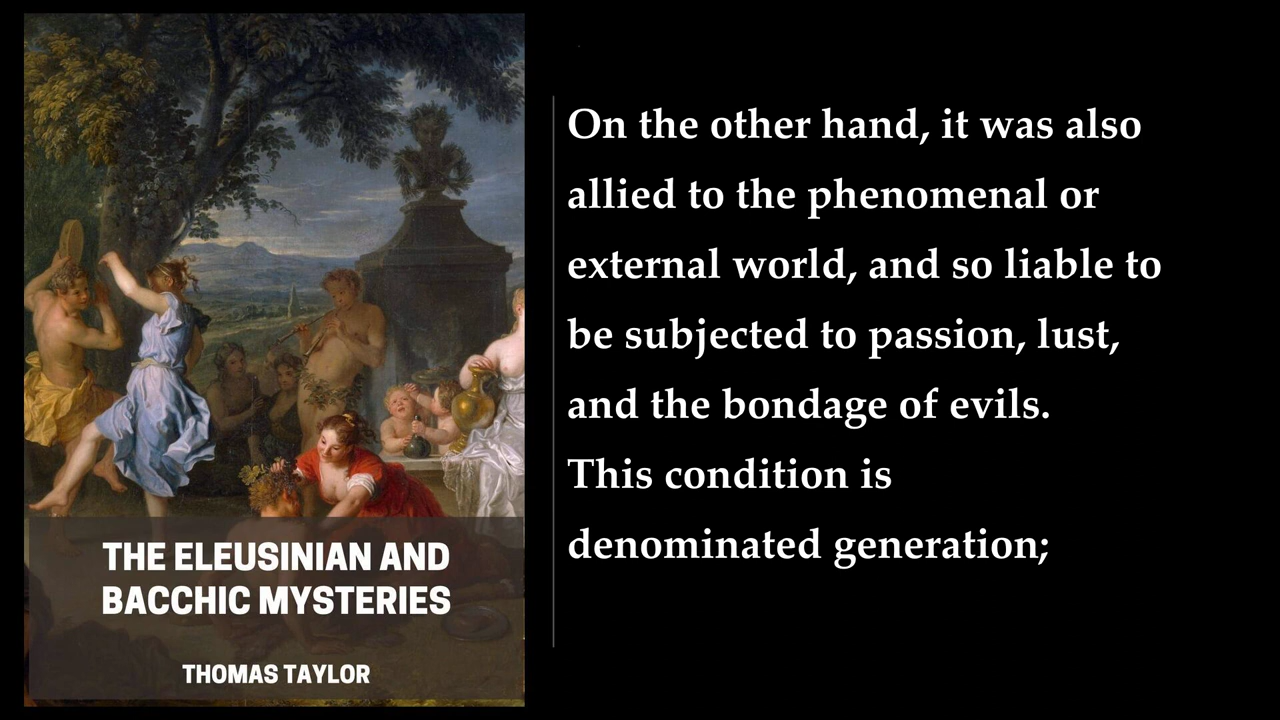 THE ELEUSINIAN AND
BACCHIC MYSTERIES
THOMAS TAYLOR
On the other hand, it was also
allied to the phenomenal or
external world, and so liable to
be subjected to passion, lust,
and the bondage of evils.
This condition is
denominated generation;